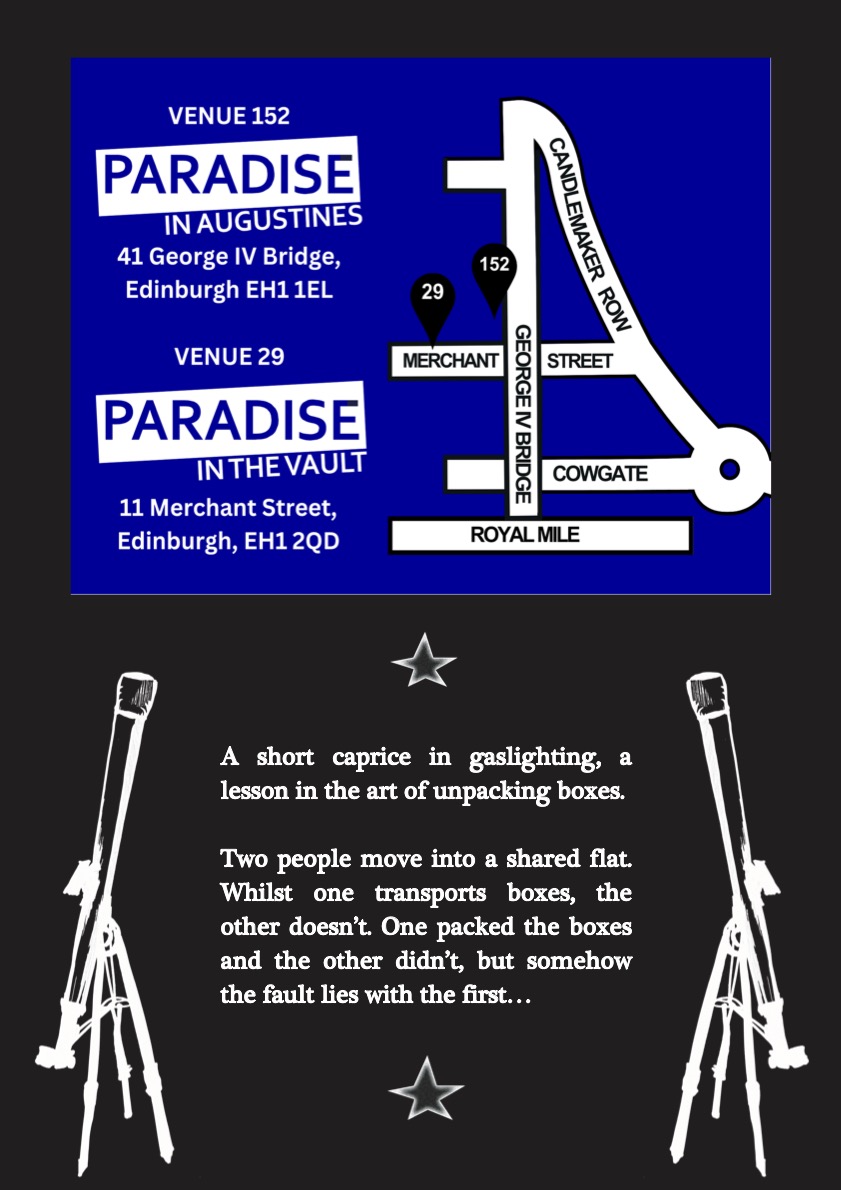 VENUE 152
PARADISE
IN AUGUSTINES
41 George IV Bridge,
Edinburgh EH1 1EL
VENUE 29
PARADISE
IN THE VAULT
11 Merchant Street,
Edinburgh, EH1 2QD
CANDLEMAKER ROW
152
29
GEORGE IV BRIDGE
MERCHANT STREET
COWGATE
ROYAL MILE
A short caprice in gaslighting, a
lesson in the art of unpacking boxes.
Two people move into a shared flat.
Whilst one transports boxes, the
other doesn’t. One packed the boxes
and the other didn’t, but somehow
the fault lies with the first…